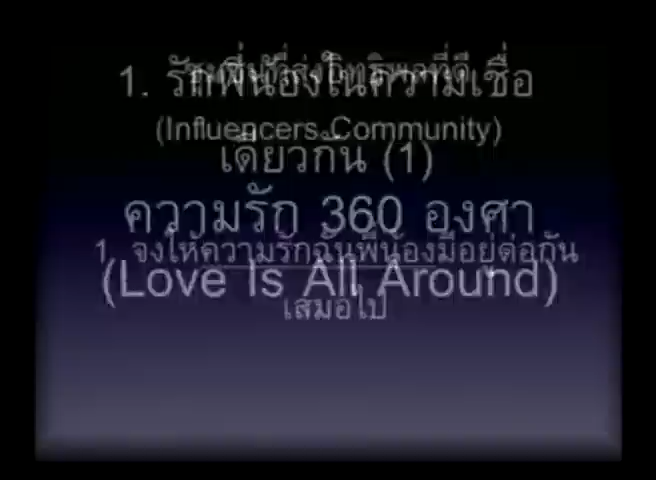 1. รักพี่น้องในความเชื่อ
(Influencers Community)
เดียวกัน (1)
ความรัก 360 องศา
1. จงให้ความรักฉันพี่น้องมีอยู่ต่อกัน
(Love Is All Around)
เสมอไป